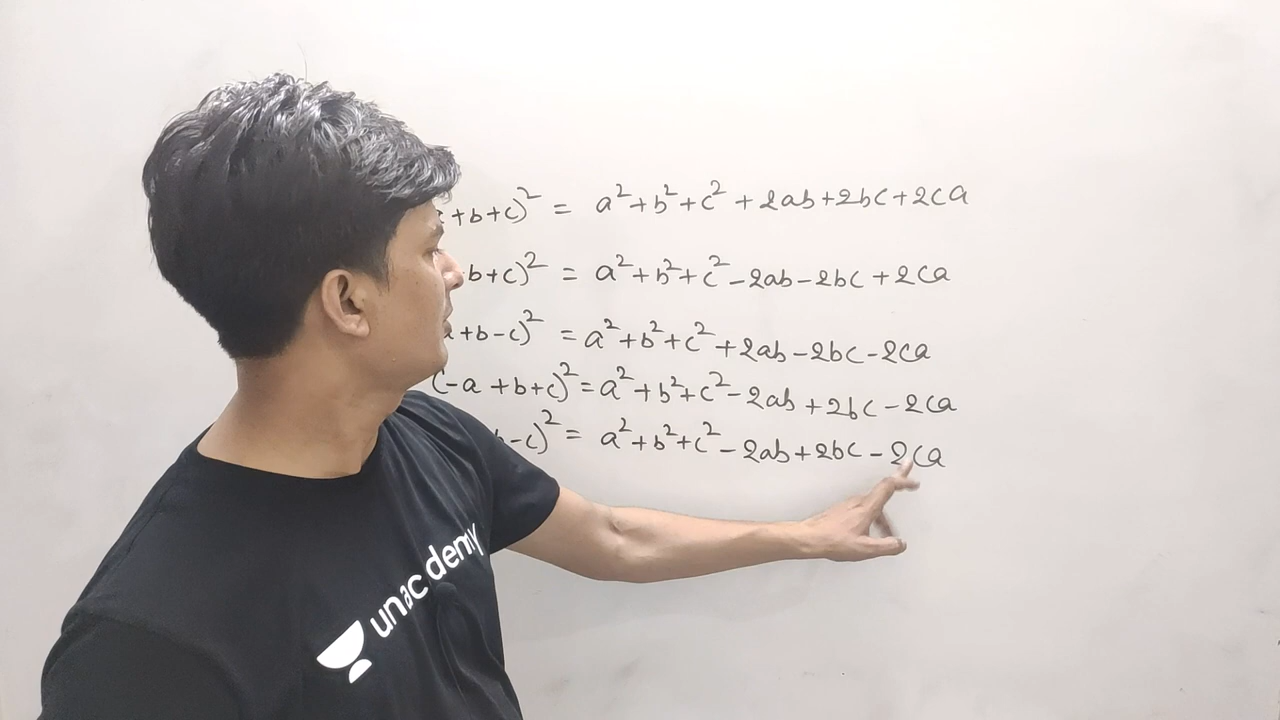 +b+c)² = a²+b²+c²+2ab+2bc+2ca
b+c)² = a²+b²+c²-2ab-2bc+2ca
+b-c)² = a²+b²+c²+2ab-2bc-2ca
(-a+b+c)² = a²+b²+c²-2ab+2bc-2ca
-c)² = a²+b²+c²-2ab+2bc-2ca
unacademy